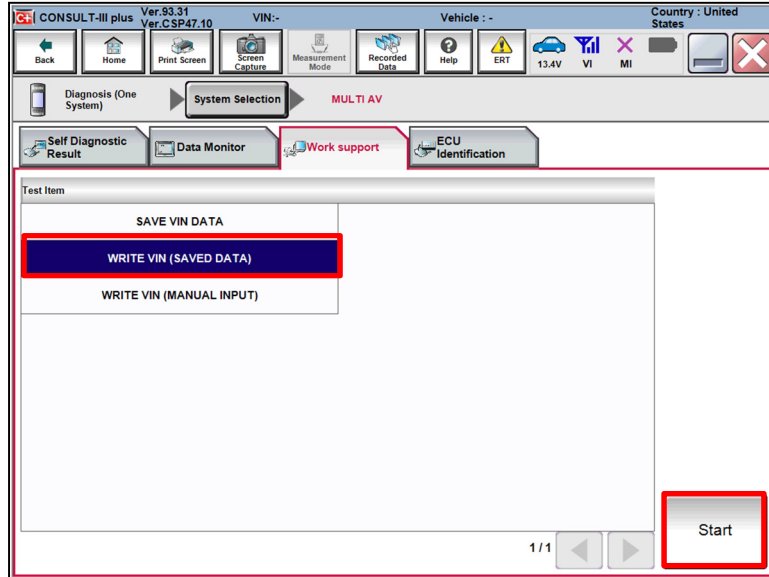 C+ CONSULT-III plus Ver.93.31 VIN:- Vehicle : - Country : United
Ver.CSP47.10 States
Back Home Print Screen Screen Capture Measurement Mode Recorded Data Help ERT 13.4V VI MI
Diagnosis (One System) System Selection MULTI AV
Self Diagnostic Result Data Monitor Work support ECU Identification
Test Item
SAVE VIN DATA
WRITE VIN (SAVED DATA)
WRITE VIN (MANUAL INPUT)
Start
1/1